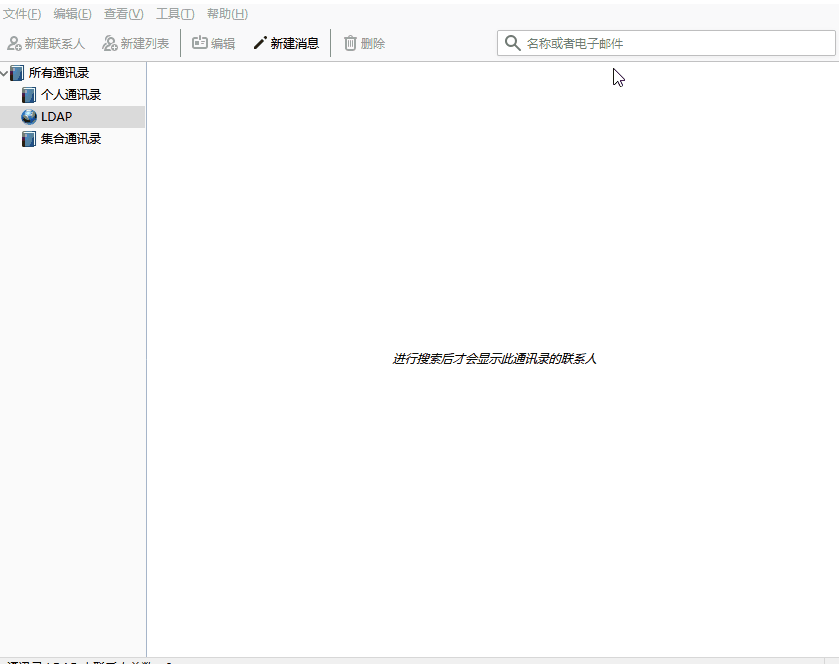 文件(F) 编辑(E) 查看(V) 工具(T) 帮助(H)
新建联系人 新建列表 编辑 新建消息 删除 名称或者电子邮件
所有通讯录
个人通讯录
LDAP
集合通讯录
进行搜索后才会显示此通讯录的联系人